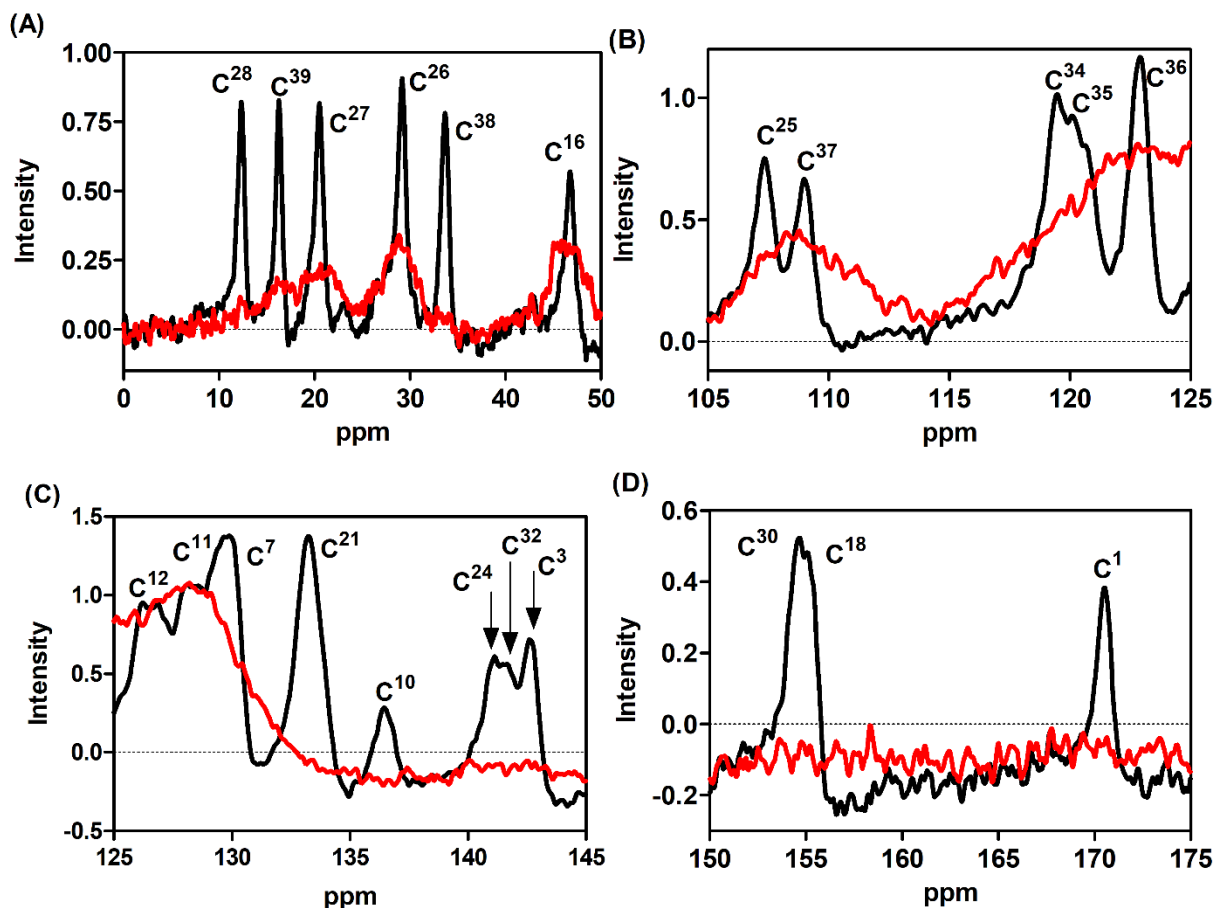 (A)
1.00
0.75
0.50
0.25
0.00
Intensity
C28
C39
C27
C26
C38
C16
0 10 20 30 40 50
ppm
(B)
1.0
0.5
0.0
Intensity
C25
C37
C34
C35
C36
105 110 115 120 125
ppm
(C)
1.5
1.0
0.5
0.0
-0.5
Intensity
C12
C11
C7
C21
C10
C24
C32
C3
125 130 135 140 145
ppm
(D)
0.6
0.4
0.2
0.0
-0.2
Intensity
C30
C18
C1
150 155 160 165 170 175
ppm